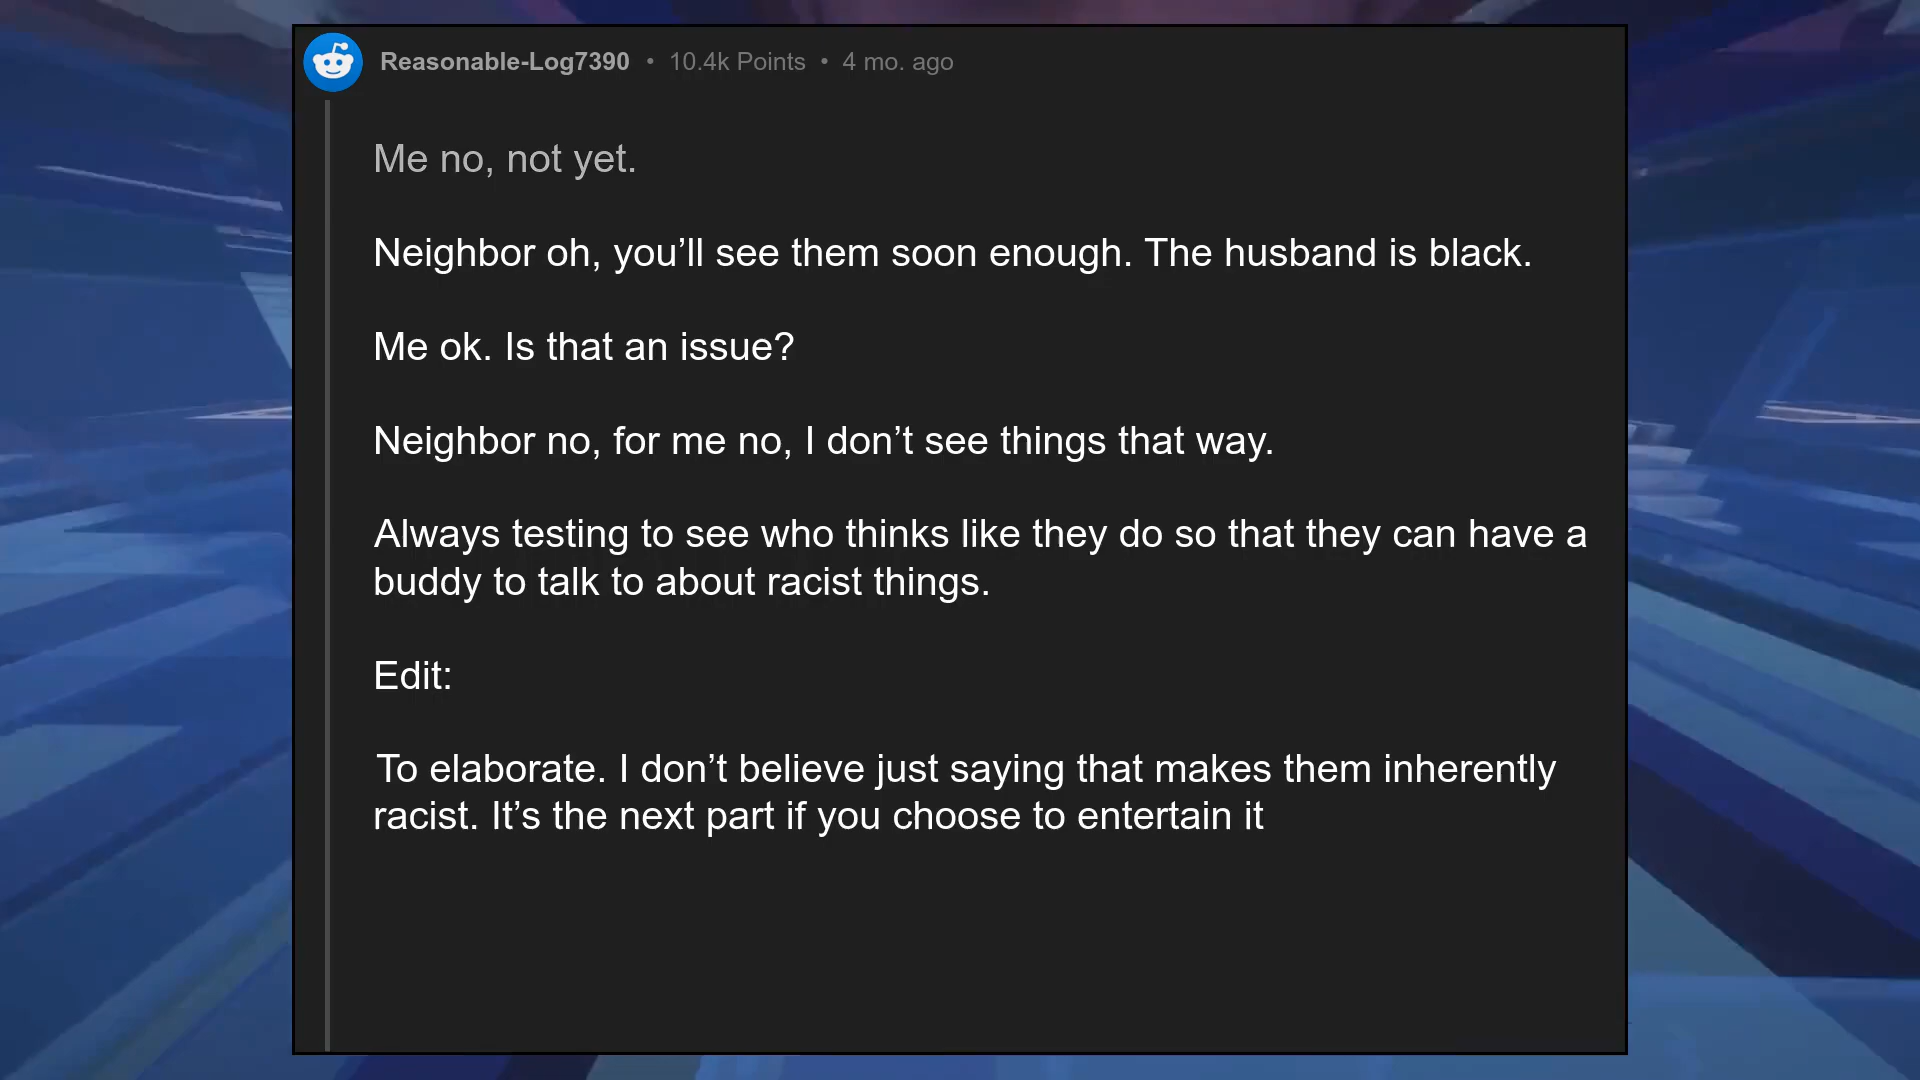 Reasonable-Log7390 • 10.4k Points • 4 mo. ago
Me no, not yet.
Neighbor oh, you’ll see them soon enough. The husband is black.
Me ok. Is that an issue?
Neighbor no, for me no, I don’t see things that way.
Always testing to see who thinks like they do so that they can have a
buddy to talk to about racist things.
Edit:
To elaborate. I don’t believe just saying that makes them inherently
racist. It’s the next part if you choose to entertain it